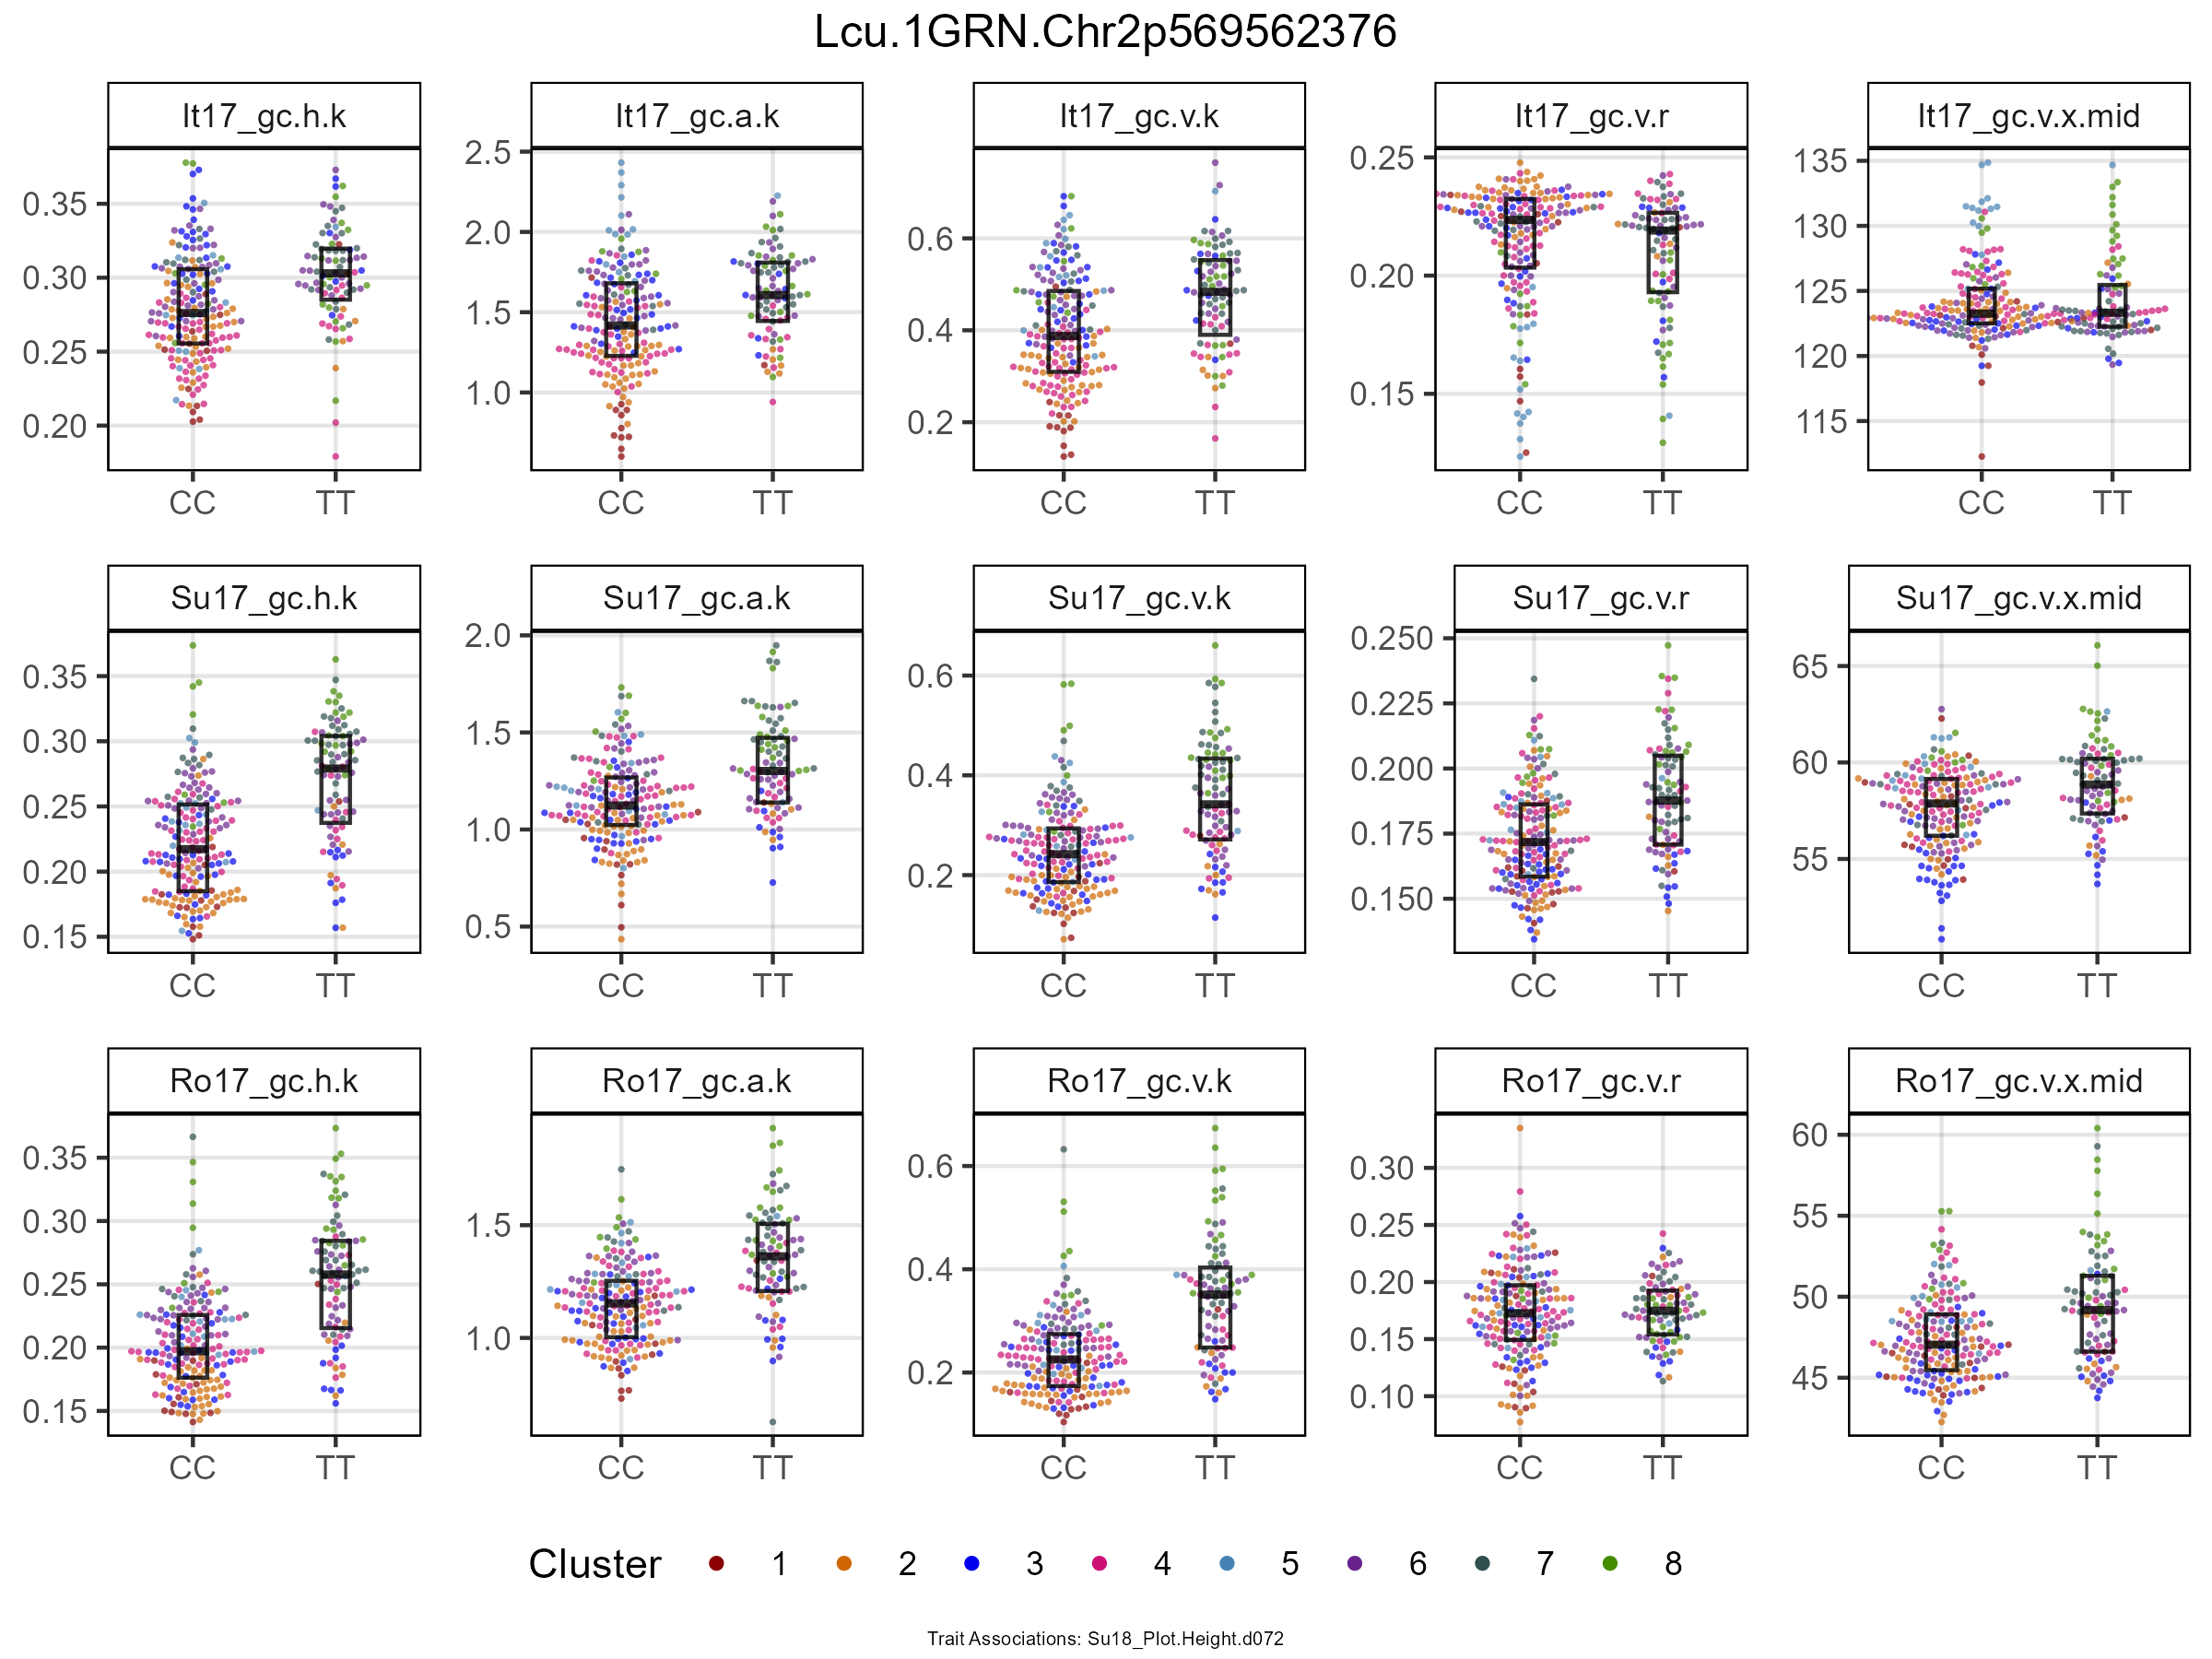 Lcu.1GRN.Chr2p569562376
It17_gc.h.k It17_gc.a.k It17_gc.v.k It17_gc.v.r It17_gc.v.x.mid
0.35 0.30 0.25 0.20
2.5 2.0 1.5 1.0
0.6 0.4 0.2
0.25 0.20 0.15
135 130 125 120 115
CC TT CC TT CC TT CC TT CC TT
Su17_gc.h.k Su17_gc.a.k Su17_gc.v.k Su17_gc.v.r Su17_gc.v.x.mid
0.35 0.30 0.25 0.20 0.15
2.0 1.5 1.0 0.5
0.6 0.4 0.2
0.250 0.225 0.200 0.175 0.150
65 60 55
CC TT CC TT CC TT CC TT CC TT
Ro17_gc.h.k Ro17_gc.a.k Ro17_gc.v.k Ro17_gc.v.r Ro17_gc.v.x.mid
0.35 0.30 0.25 0.20 0.15
1.5 1.0
0.6 0.4 0.2
0.30 0.25 0.20 0.15 0.10
60 55 50 45
CC TT CC TT CC TT CC TT CC TT
Cluster 1 2 3 4 5 6 7 8
Trait Associations: Su18_Plot.Height.d072